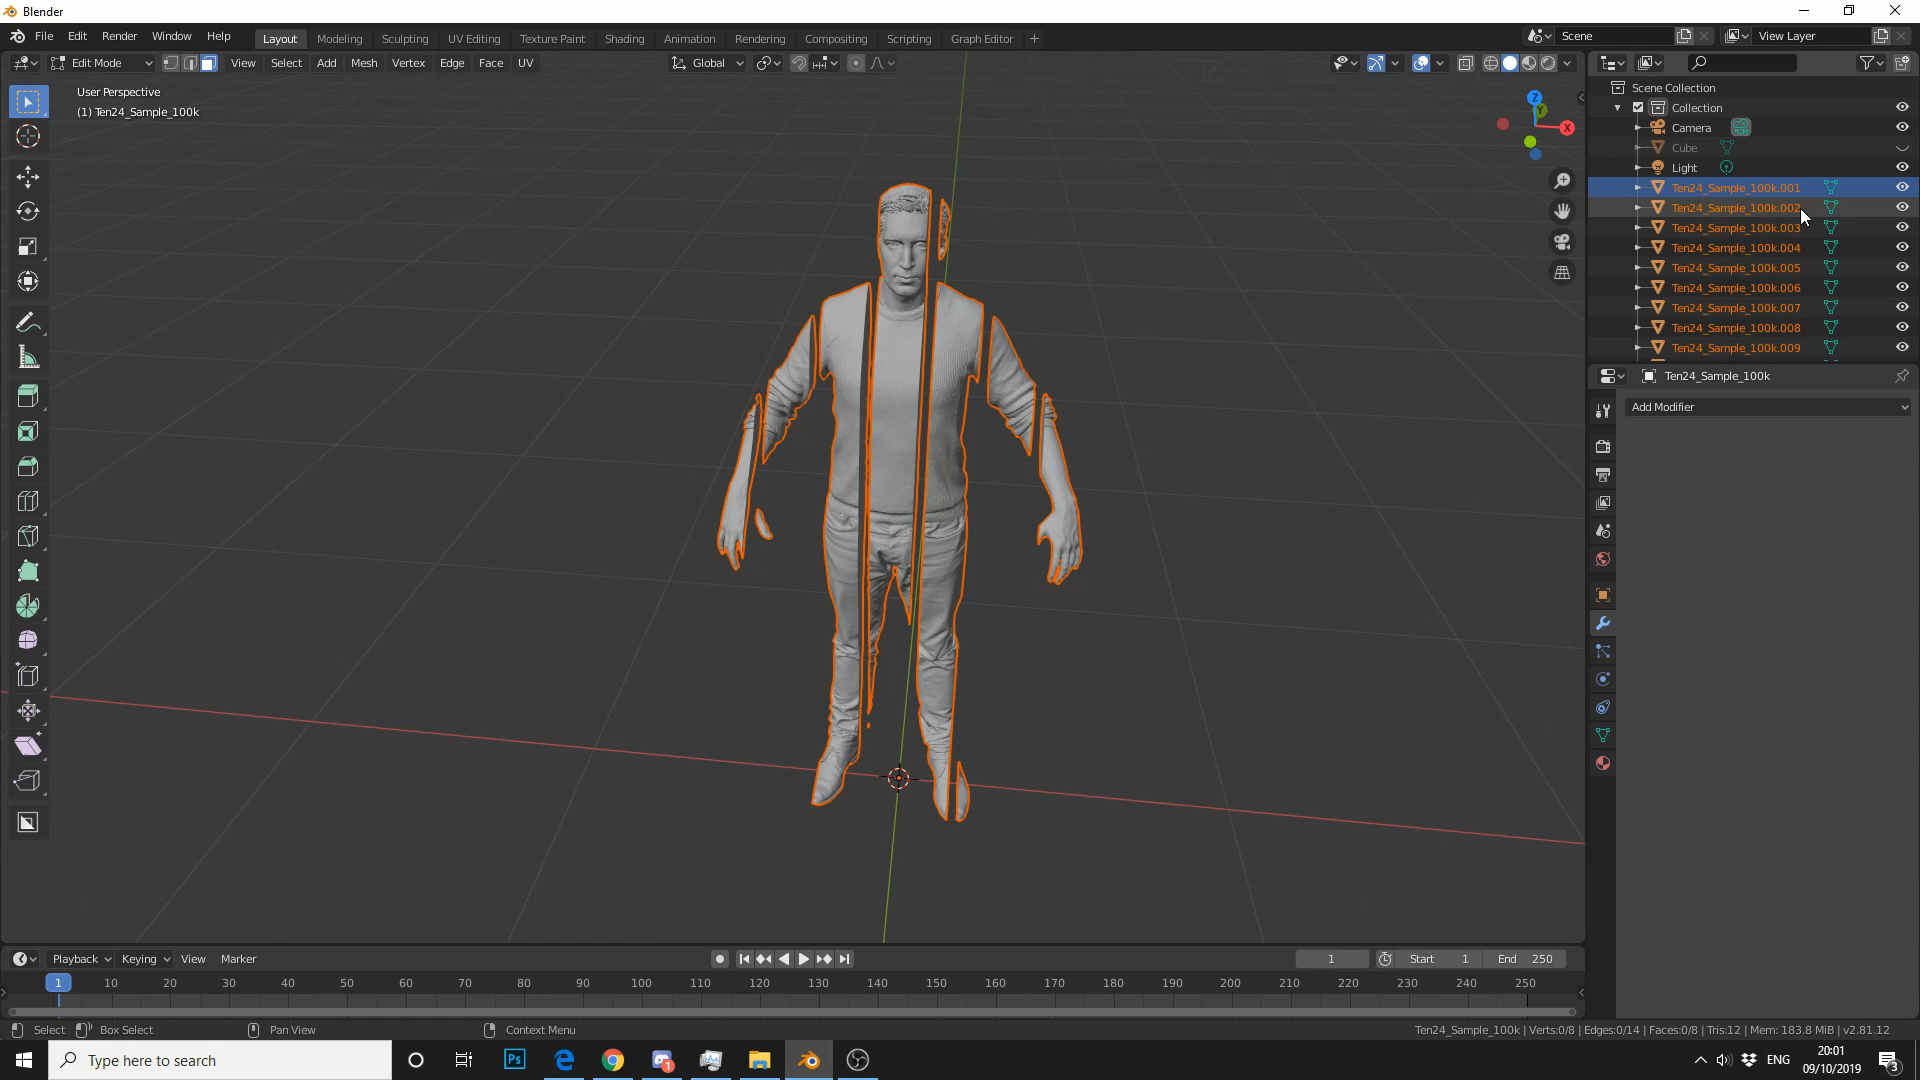 Blender
File Edit Render Window Help
Layout Modeling Sculpting UV Editing Texture Paint Shading Animation Rendering Compositing Scripting Graph Editor +
Scene
View Layer
Edit Mode View Select Add Mesh Vertex Edge Face UV
Global
User Perspective
(1) Ten24_Sample_100k
Z
Y
X
Scene Collection
Collection
Camera
Cube
Light
Ten24_Sample_100k.001
Ten24_Sample_100k.002
Ten24_Sample_100k.003
Ten24_Sample_100k.004
Ten24_Sample_100k.005
Ten24_Sample_100k.006
Ten24_Sample_100k.007
Ten24_Sample_100k.008
Ten24_Sample_100k.009
Ten24_Sample_100k
Add Modifier
Playback Keying View Marker
1 Start 1 End 250
1 10 20 30 40 50 60 70 80 90 100 110 120 130 140 150 160 170 180 190 200 210 220 230 240 250
Select Box Select Pan View Context Menu
Ten24_Sample_100k | Verts:0/8 | Edges:0/14 | Faces:0/8 | Tris:12 | Mem: 183.8 MiB | v2.81.12
Type here to search
Ps
1
ENG
20:01
09/10/2019
3